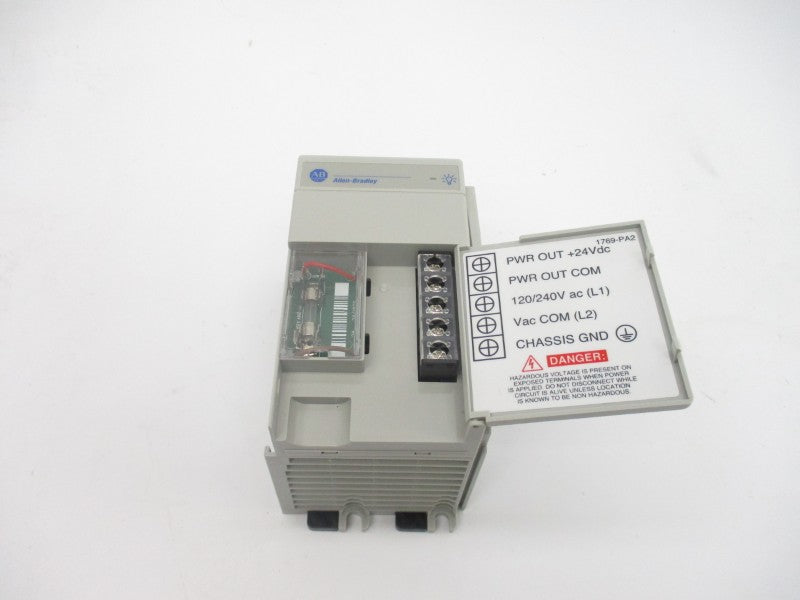 AB
Allen-Bradley
1769-PA2
PWR OUT +24Vdc
PWR OUT COM
120/240V ac (L1)
Vac COM (L2)
CHASSIS GND
DANGER:
HAZARDOUS VOLTAGE IS PRESENT ON
EXPOSED TERMINALS WHEN POWER
IS APPLIED. DO NOT DISCONNECT WHILE
CIRCUIT IS ALIVE UNLESS LOCATION
IS KNOWN TO BE NON HAZARDOUS.